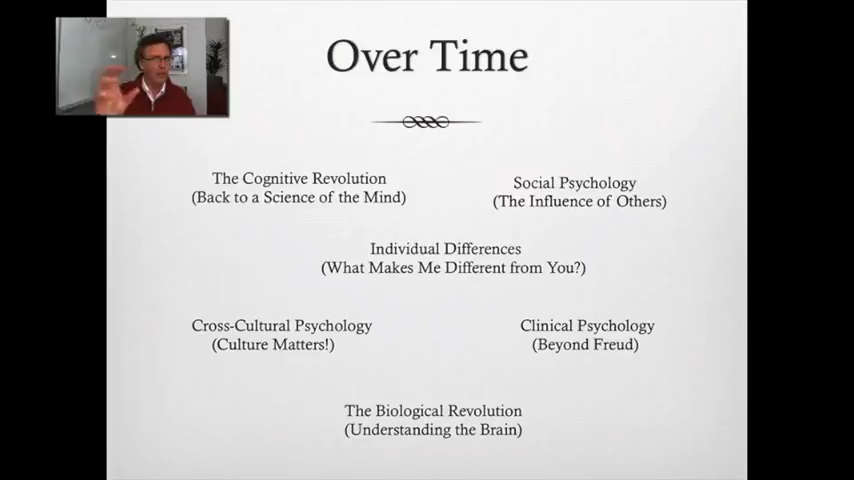 Over Time
The Cognitive Revolution
(Back to a Science of the Mind)
Social Psychology
(The Influence of Others)
Individual Differences
(What Makes Me Different from You?)
Cross-Cultural Psychology
(Culture Matters!)
Clinical Psychology
(Beyond Freud)
The Biological Revolution
(Understanding the Brain)